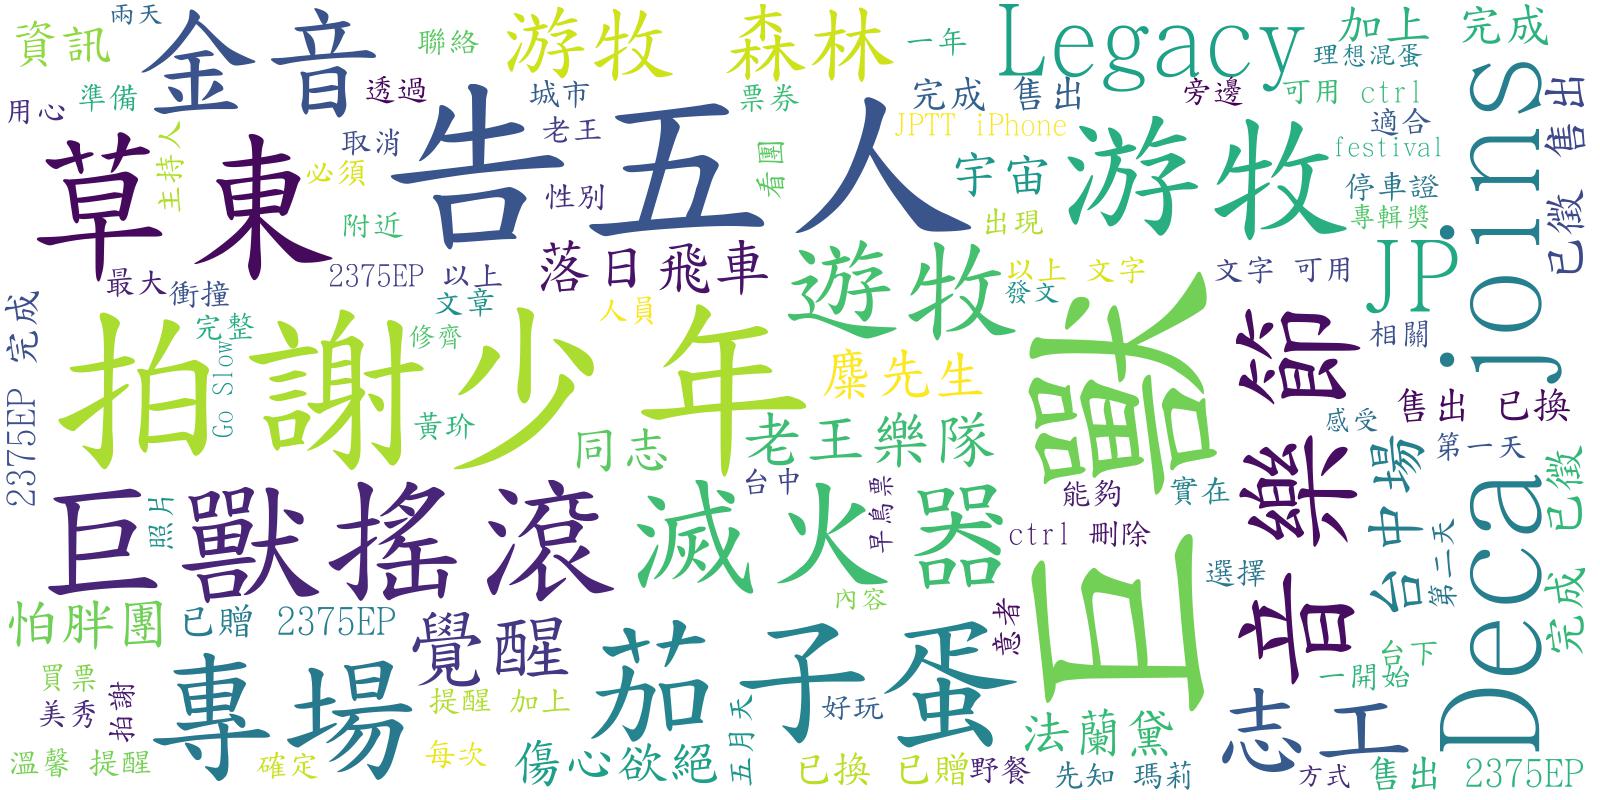 兩天
資訊
金音
聯絡
游牧 森林
一年
Legacy
加上 完成
理想混蛋
用心
準備
透過
城市
票券
完成 售出
旁邊
可用 ctrl
已徵 售出
草東
主持人
取消
必須
告五人
老王
看團
JPTT iPhone
宇宙
游牧
適合
festival
停車證
專輯獎
性別
附近
出現
最大
衝撞
2375EP 以上
落日飛車
遊牧
以上 文字
發文
文字 可用
JP
Deca joins
2375EP 完成
完整
文章
修齊
人員
拍謝少年
Go Slow
黃玠
同志
麋先生
老王樂隊
巨獸
音樂節
相關
售出 已換
感受
第一天
台中場
台中
能夠
實在
巨獸搖滾
照片
滅火器
早鳥票
ctrl 刪除
選擇
第二天
完成 已徵
內容
意者
怕胖團
已贈 2375EP
覺醒
茄子蛋
台下
一開始
買票
美秀
拍謝
專場
提醒 加上
五月天
好玩
法蘭黛
志工
溫馨 提醒
確定
每次
傷心欲絕
已換 已贈
野餐
先知 瑪莉
方式
售出 2375EP